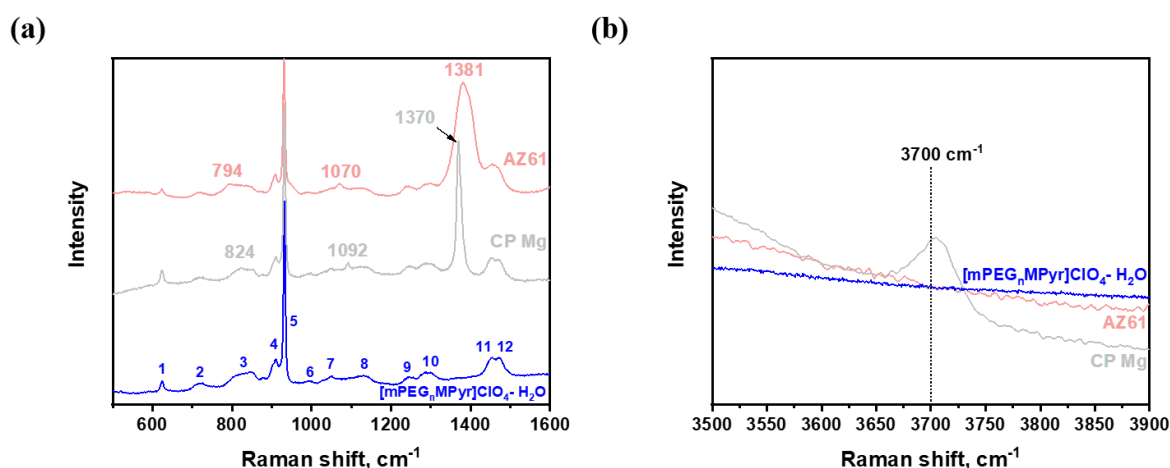 (a)
1381
1370
794
1070
AZ61
824
1092
CP Mg
1 2 3 4 5 6 7 8 9 10 11 12
[mPEGₙMPyr]ClO₄- H₂O
Intensity
600 800 1000 1200 1400 1600
Raman shift, cm⁻¹
(b)
3700 cm⁻¹
[mPEGₙMPyr]ClO₄- H₂O
AZ61
CP Mg
Intensity
3500 3550 3600 3650 3700 3750 3800 3850 3900
Raman shift, cm⁻¹